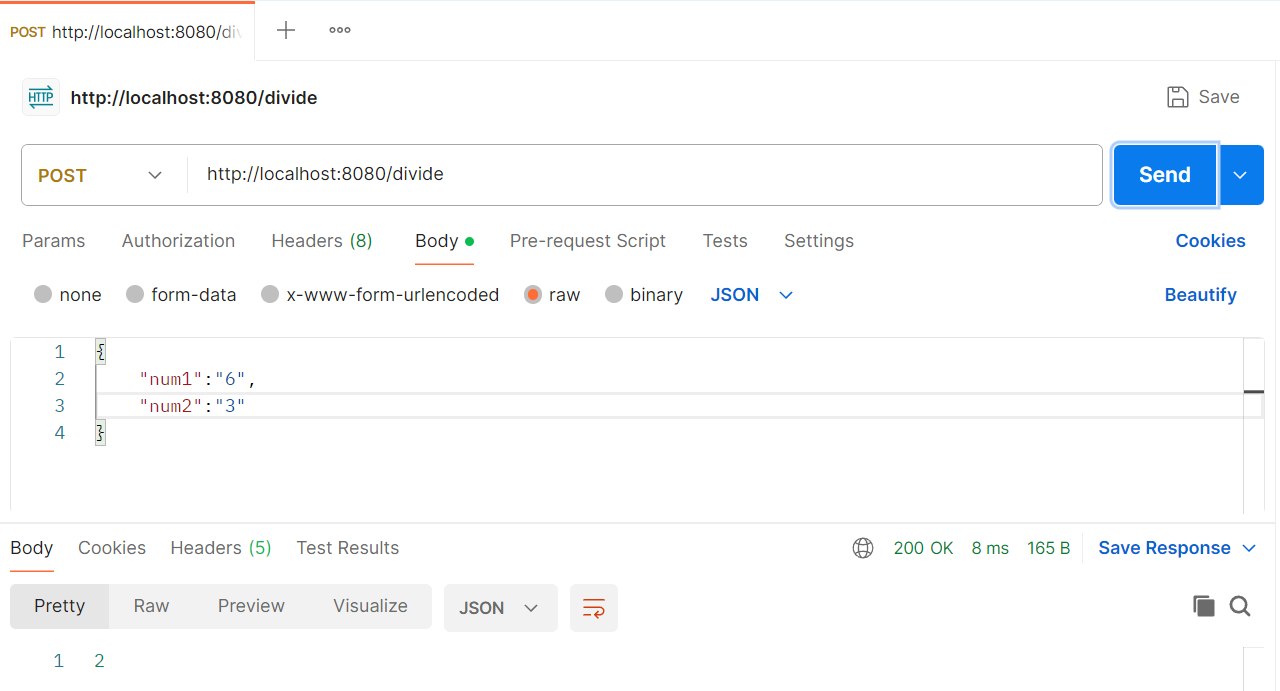 POST http://localhost:8080/div
HTTP http://localhost:8080/divide Save
POST http://localhost:8080/divide Send
Params Authorization Headers (8) Body Pre-request Script Tests Settings Cookies
none form-data x-www-form-urlencoded raw binary JSON Beautify
1 {
2 "num1":"6",
3 "num2":"3"
4 }
Body Cookies Headers (5) Test Results 200 OK 8 ms 165 B Save Response
Pretty Raw Preview Visualize JSON
1 2